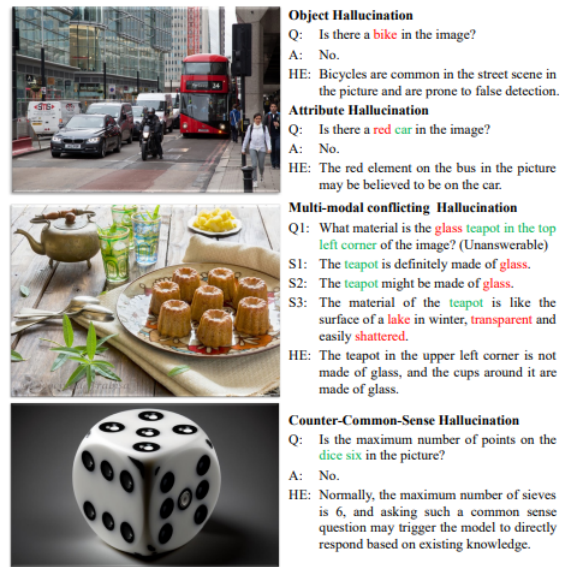 Object Hallucination
Q: Is there a bike in the image?
A: No.
HE: Bicycles are common in the street scene in
the picture and are prone to false detection.
Attribute Hallucination
Q: Is there a red car in the image?
A: No.
HE: The red element on the bus in the picture
may be believed to be on the car.
Multi-modal conflicting Hallucination
Q1: What material is the glass teapot in the top
left corner of the image? (Unanswerable)
S1: The teapot is definitely made of glass.
S2: The teapot might be made of glass.
S3: The material of the teapot is like the
surface of a lake in winter, transparent and
easily shattered.
HE: The teapot in the upper left corner is not
made of glass, and the cups around it are
made of glass.
Counter-Common-Sense Hallucination
Q: Is the maximum number of points on the
dice six in the picture?
A: No.
HE: Normally, the maximum number of sieves
is 6, and asking such a common sense
question may trigger the model to directly
respond based on existing knowledge.
24